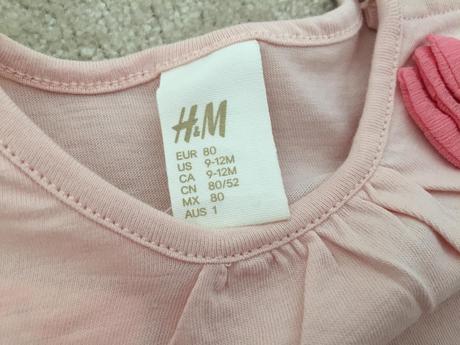 H&M
EUR 80
US 9-12M
CA 9-12M
CN 80/52
MX 80
AUS 1